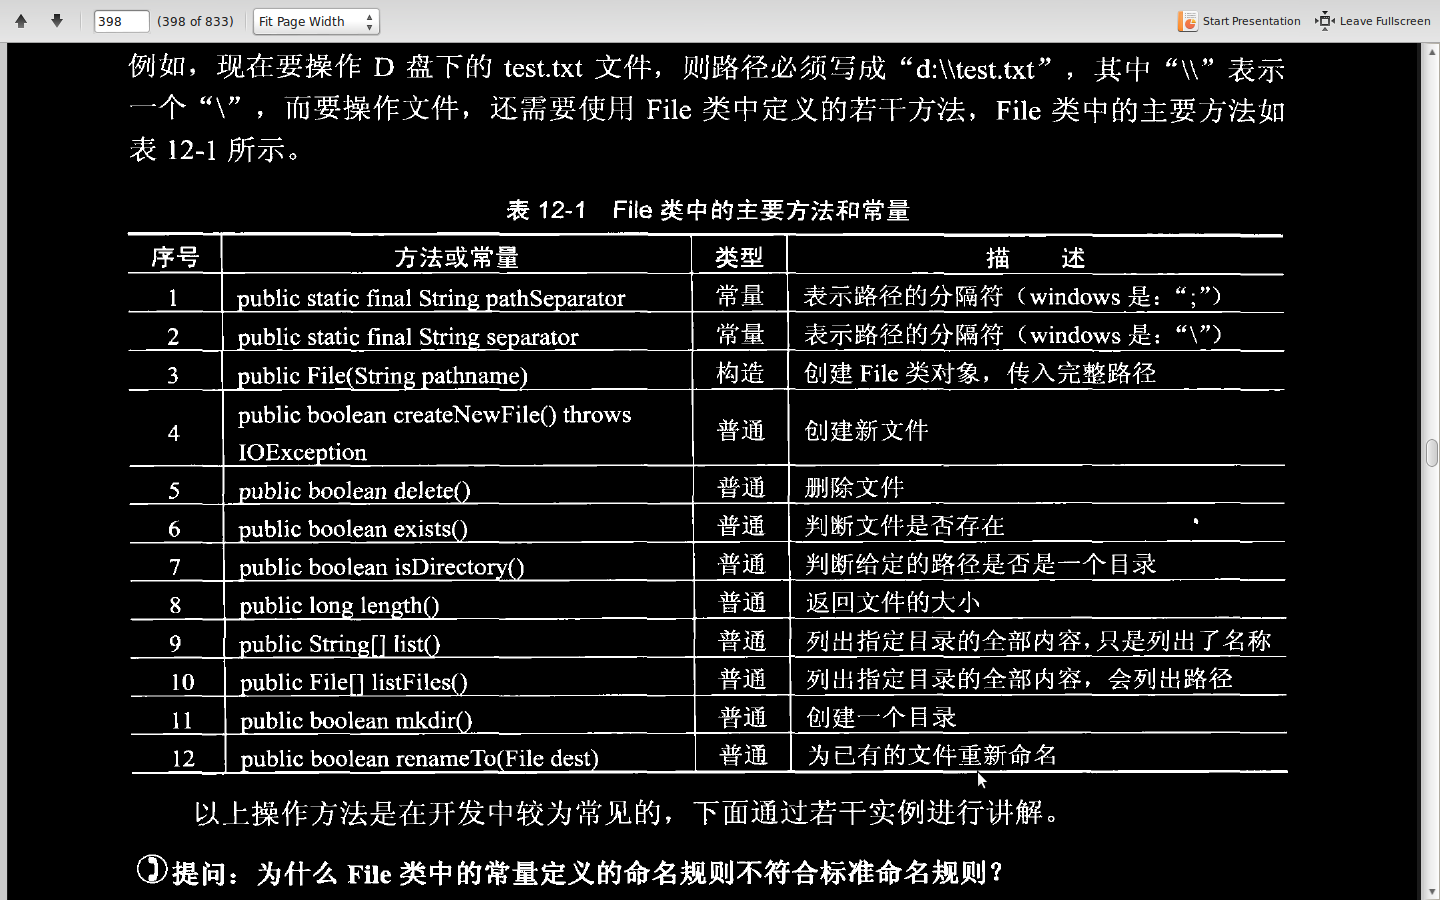 398 (398 of 833) Fit Page Width Start Presentation Leave Fullscreen
例如，现在要操作 D 盘下的 test.txt 文件，则路径必须写成“d:\\test.txt”，其中“\\”表示
一个“\”，而要操作文件，还需要使用 File 类中定义的若干方法，File 类中的主要方法如
表 12-1 所示。
表 12-1 File 类中的主要方法和常量
序号 方法或常量 类型 描 述
1 public static final String pathSeparator 常量 表示路径的分隔符（windows 是：“;”）
2 public static final String separator 常量 表示路径的分隔符（windows 是：“\”）
3 public File(String pathname) 构造 创建 File 类对象，传入完整路径
4 public boolean createNewFile() throws
IOException 普通 创建新文件
5 public boolean delete() 普通 删除文件
6 public boolean exists() 普通 判断文件是否存在
7 public boolean isDirectory() 普通 判断给定的路径是否是一个目录
8 public long length() 普通 返回文件的大小
9 public String[] list() 普通 列出指定目录的全部内容，只是列出了名称
10 public File[] listFiles() 普通 列出指定目录的全部内容，会列出路径
11 public boolean mkdir() 普通 创建一个目录
12 public boolean renameTo(File dest) 普通 为已有的文件重新命名
以上操作方法是在开发中较为常见的，下面通过若干实例进行讲解。
提问：为什么 File 类中的常量定义的命名规则不符合标准命名规则？